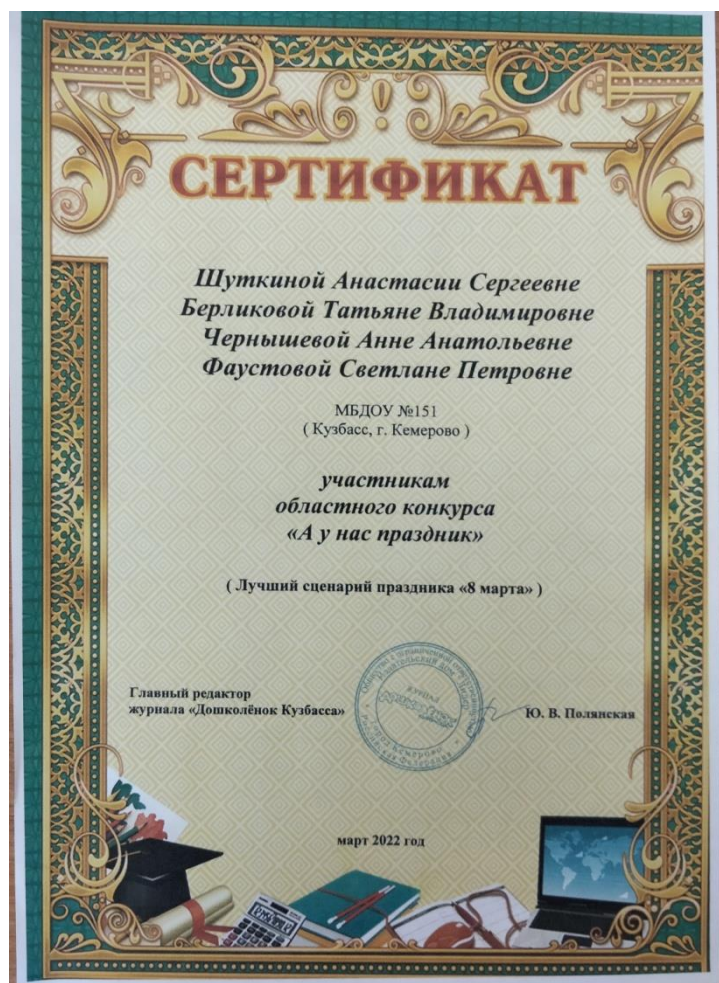 СЕРТИФИКАТ
Шуткиной Анастасии Сергеевне
Берликовой Татьяне Владимировне
Чернышевой Анне Анатольевне
Фаустовой Светлане Петровне
МБДОУ №151
( Кузбасс, г. Кемерово )
участникам
областного конкурса
«А у нас праздник»
( Лучший сценарий праздника «8 марта» )
Главный редактор
журнала «Дошколёнок Кузбасса»
Ю. В. Полянская
март 2022 год